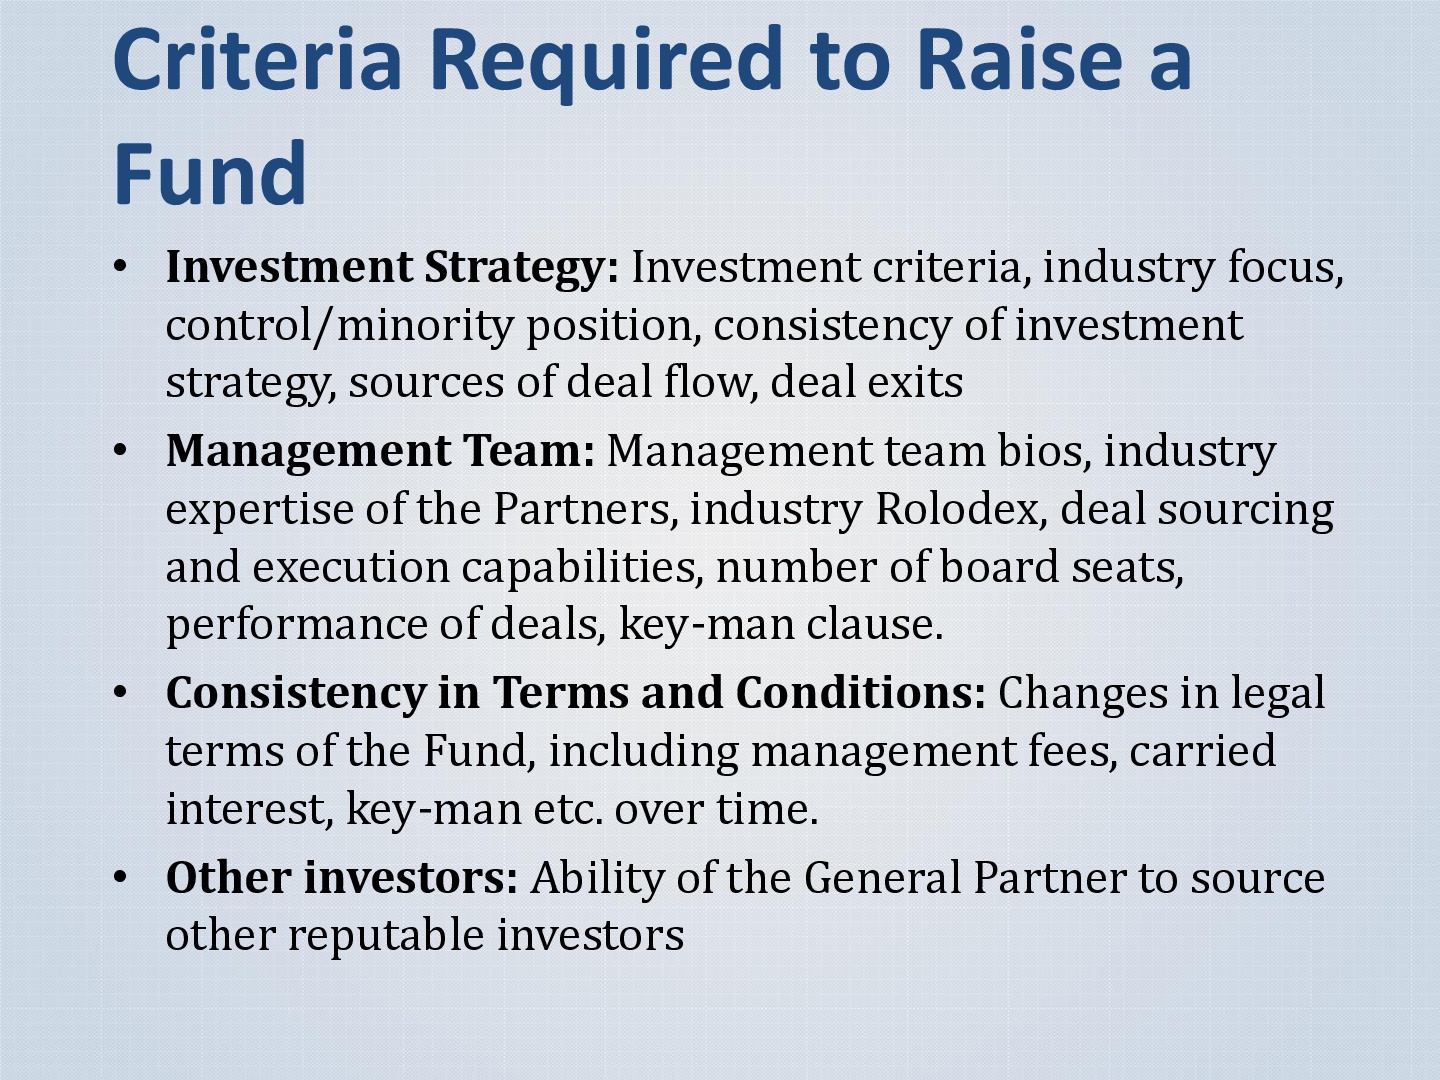 Criteria Required to Raise a
Fund
• Investment Strategy: Investment criteria, industry focus,
control/minority position, consistency of investment
strategy, sources of deal flow, deal exits
• Management Team: Management team bios, industry
expertise of the Partners, industry Rolodex, deal sourcing
and execution capabilities, number of board seats,
performance of deals, key-man clause.
• Consistency in Terms and Conditions: Changes in legal
terms of the Fund, including management fees, carried
interest, key-man etc. over time.
• Other investors: Ability of the General Partner to source
other reputable investors